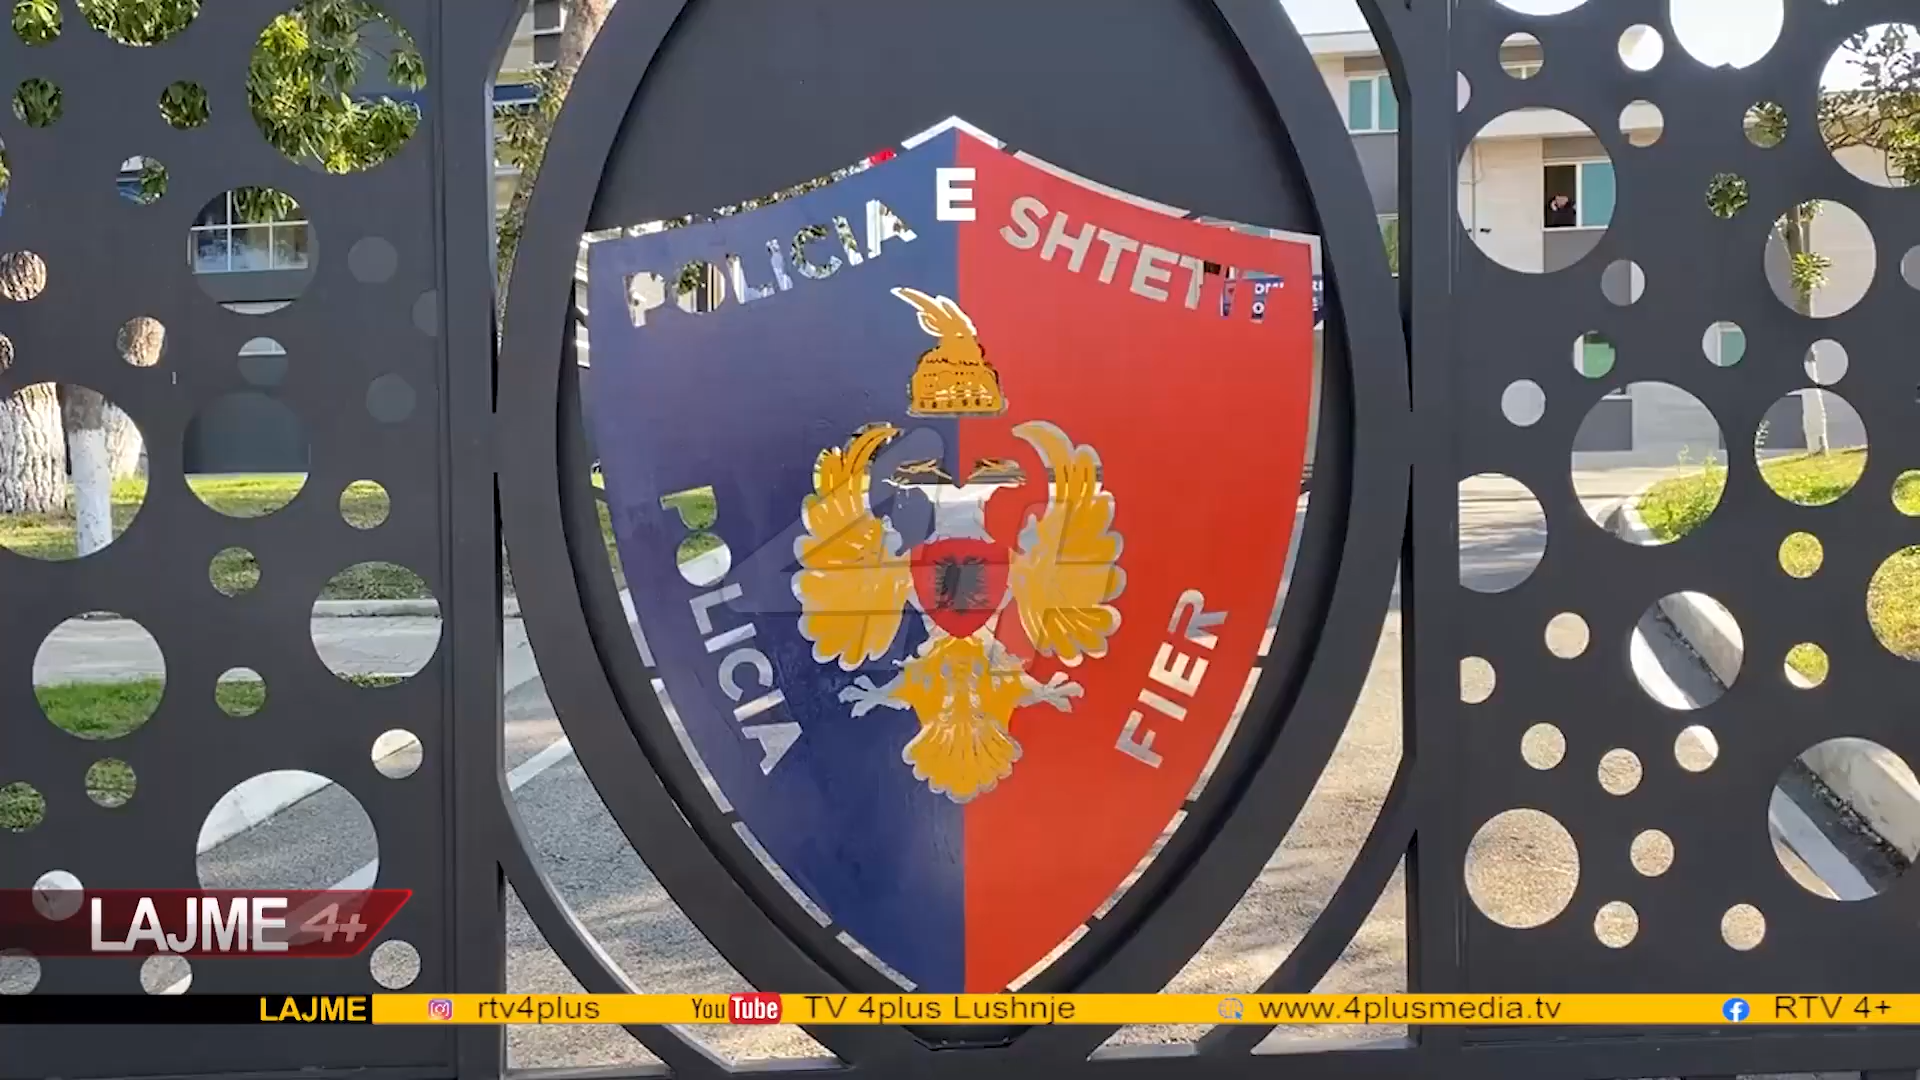 POLICIA E SHTETIT
POLICIA
FIER
LAJME 4+
LAJME rtv4plus YouTube TV 4plus Lushnje www.4plusmedia.tv RTV 4+